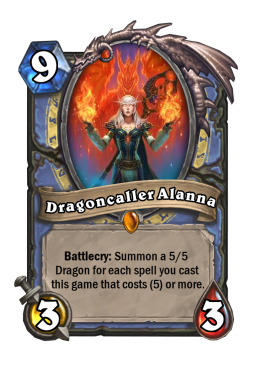 9
Dragoncaller Alanna
Battlecry: Summon a 5/5
Dragon for each spell you cast
this game that costs (5) or more.
3
3